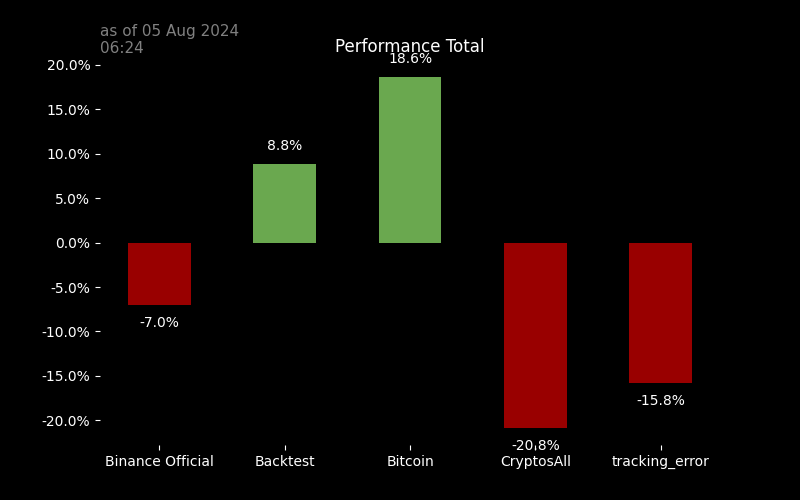 as of 05 Aug 2024
06:24
Performance Total
20.0%
15.0%
10.0%
5.0%
0.0%
-5.0%
-10.0%
-15.0%
-20.0%
18.6%
8.8%
-7.0%
-15.8%
-20.8%
Binance Official
Backtest
Bitcoin
CryptosAll
tracking_error